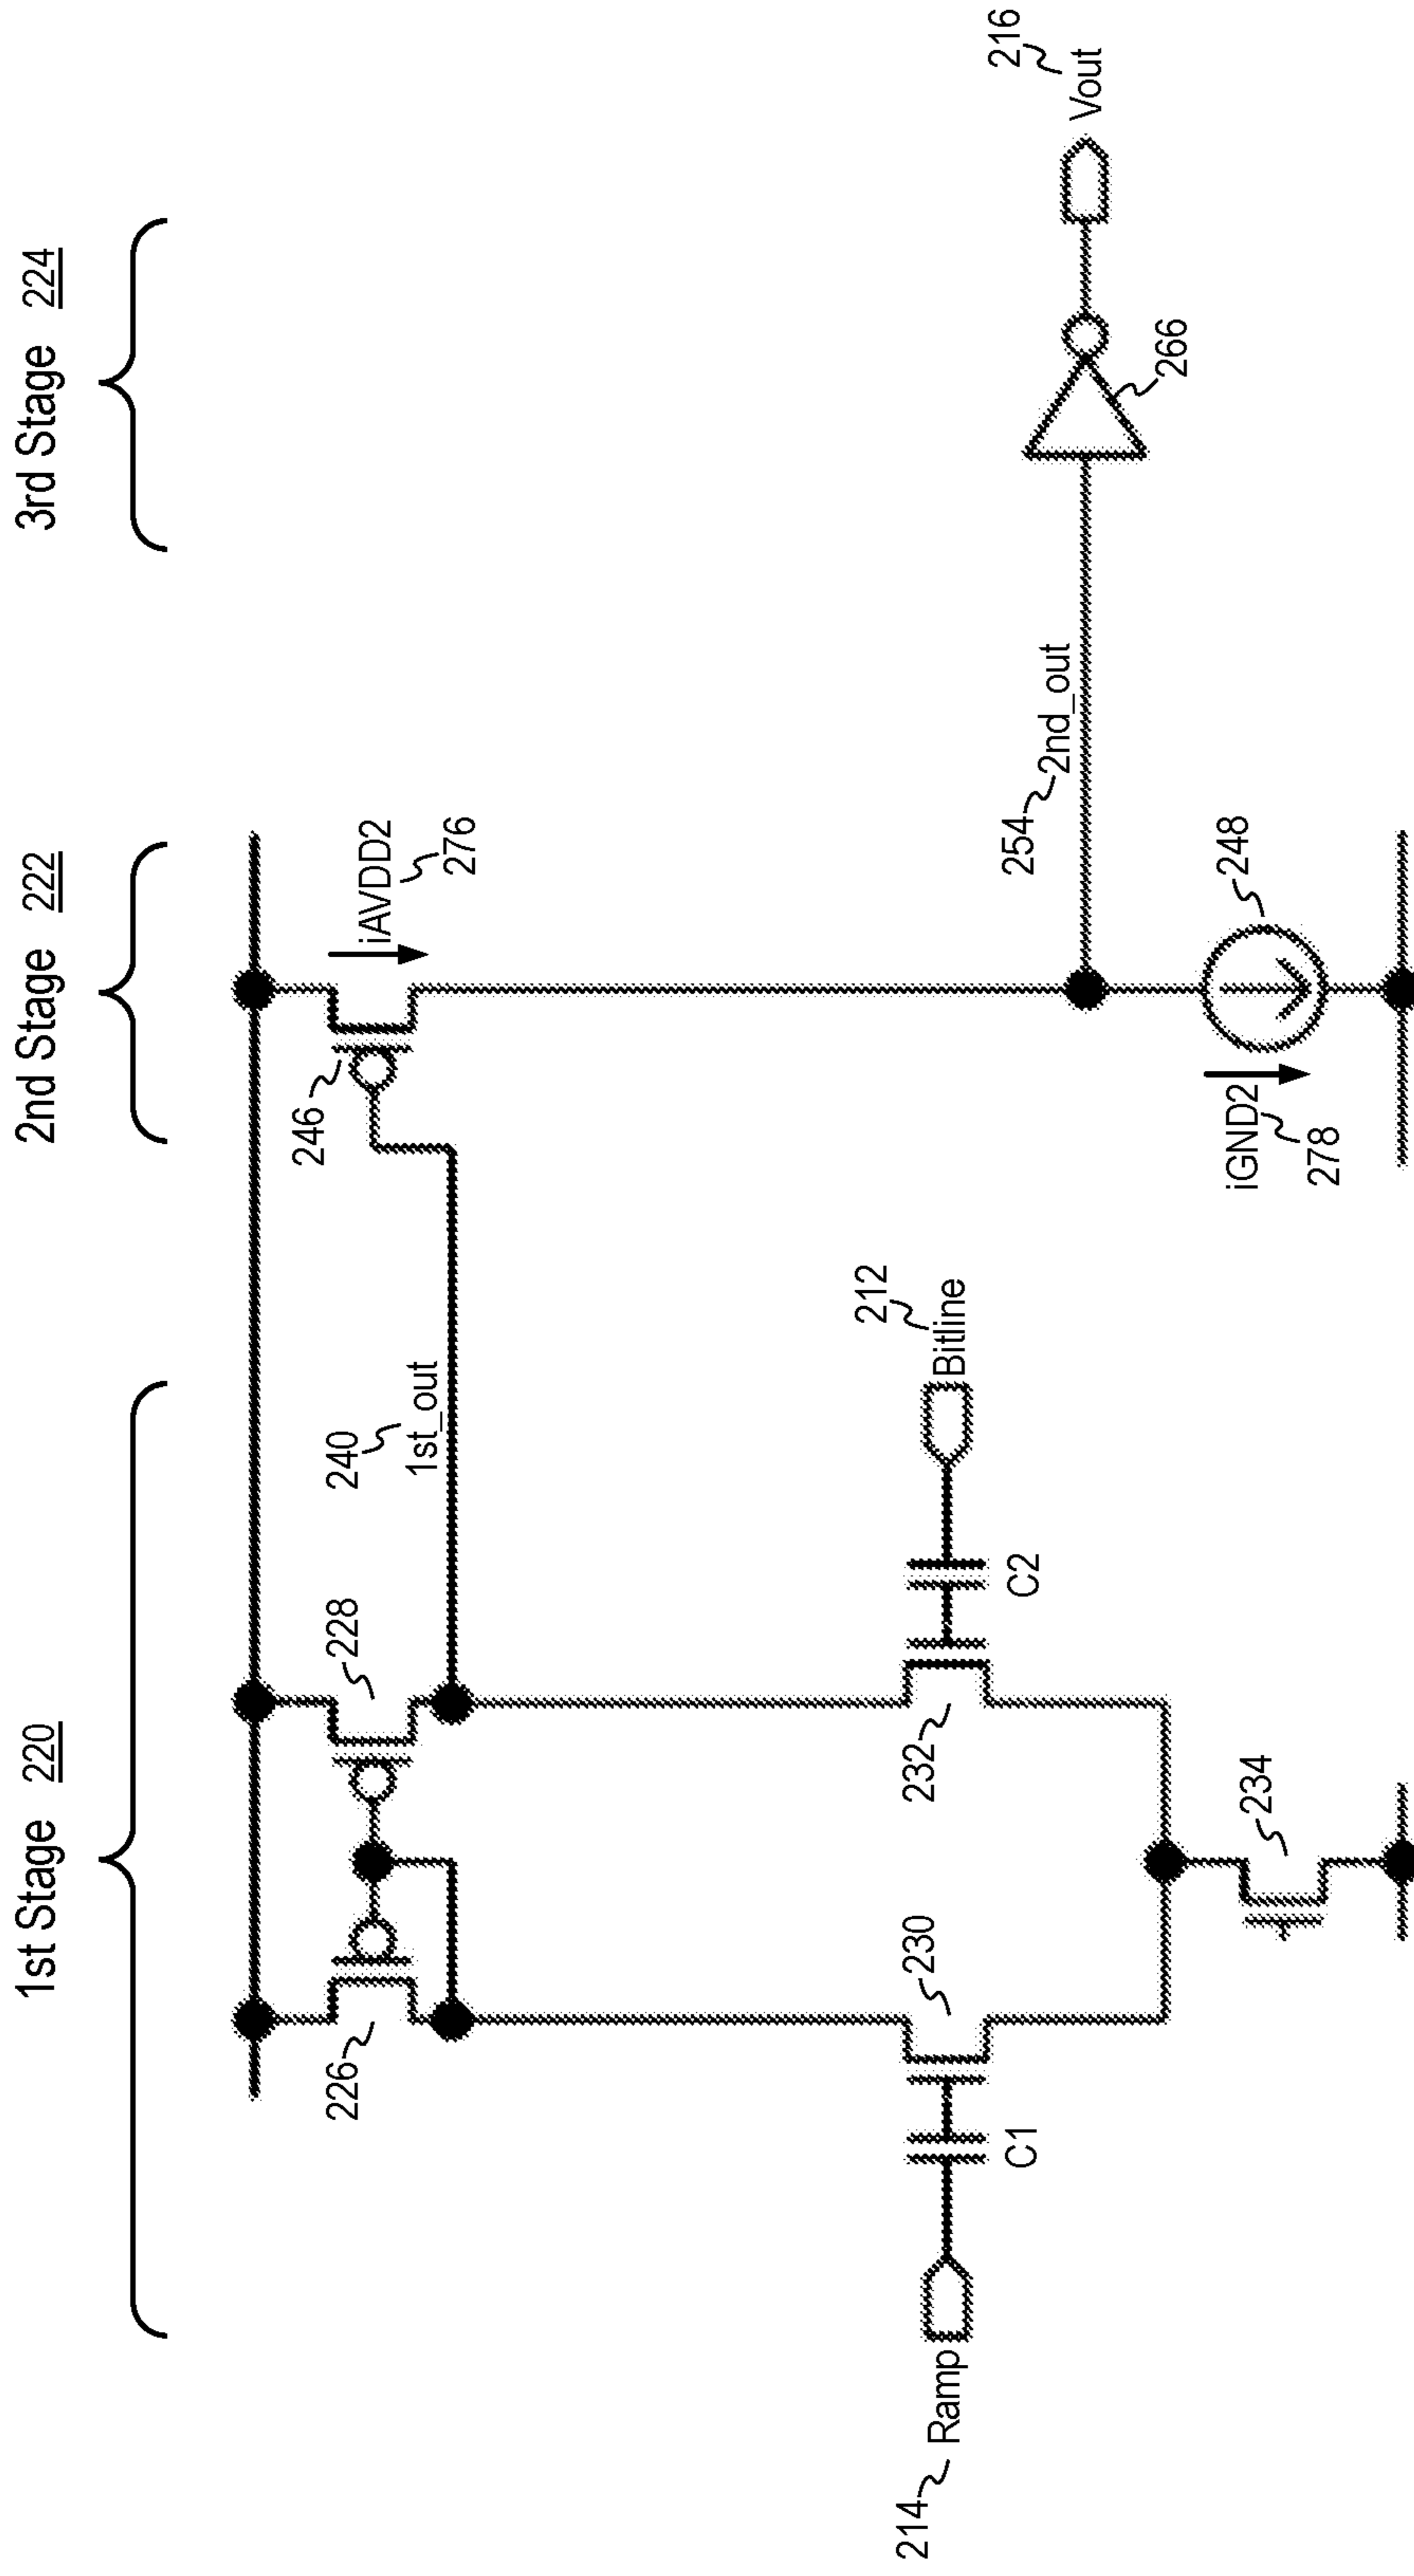 1st Stage 220
2nd Stage 222
3rd Stage 224
226
228
240
1st_out
246
iAVDD2
276
214
Ramp
C1
230
232
C2
212
Bitline
234
254
2nd_out
iGND2
278
248
266
216
Vout